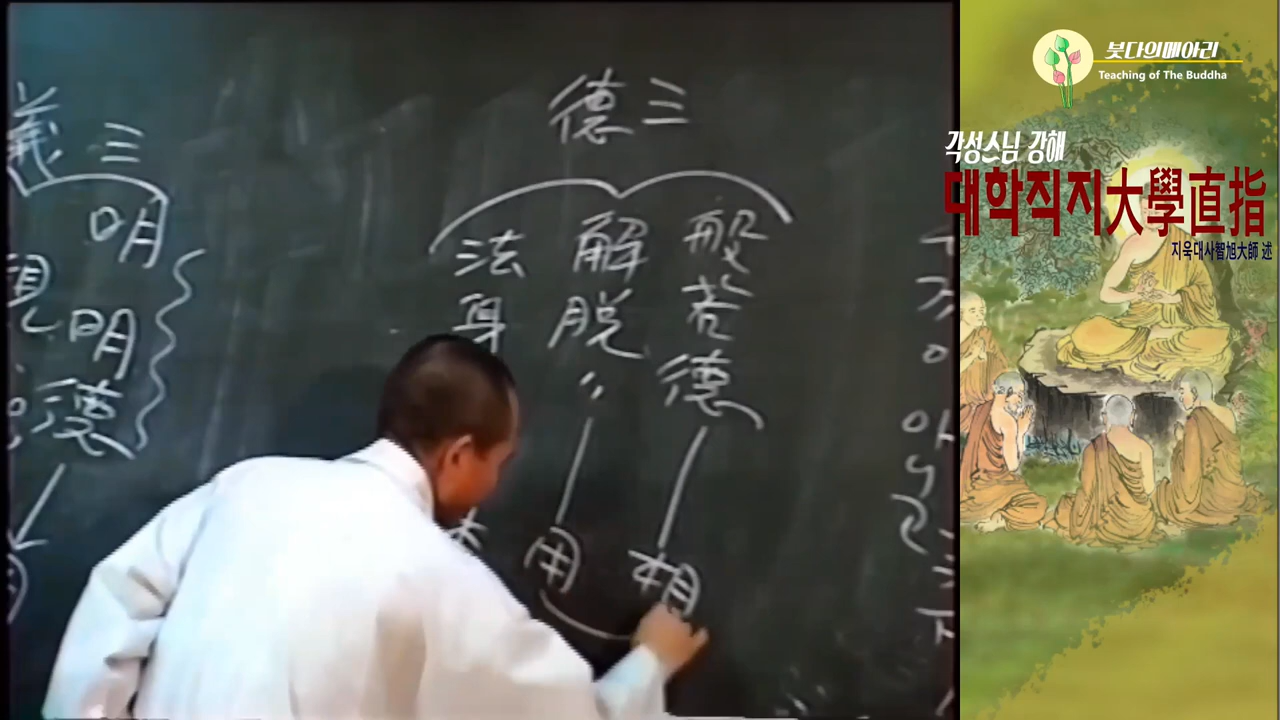 三德
般若德
相
解脱〃
用
法身
三義
明明德
붓다의메아리
Teaching of The Buddha
각성스님 강해
대학직지大學直指
지욱대사智旭大師 述